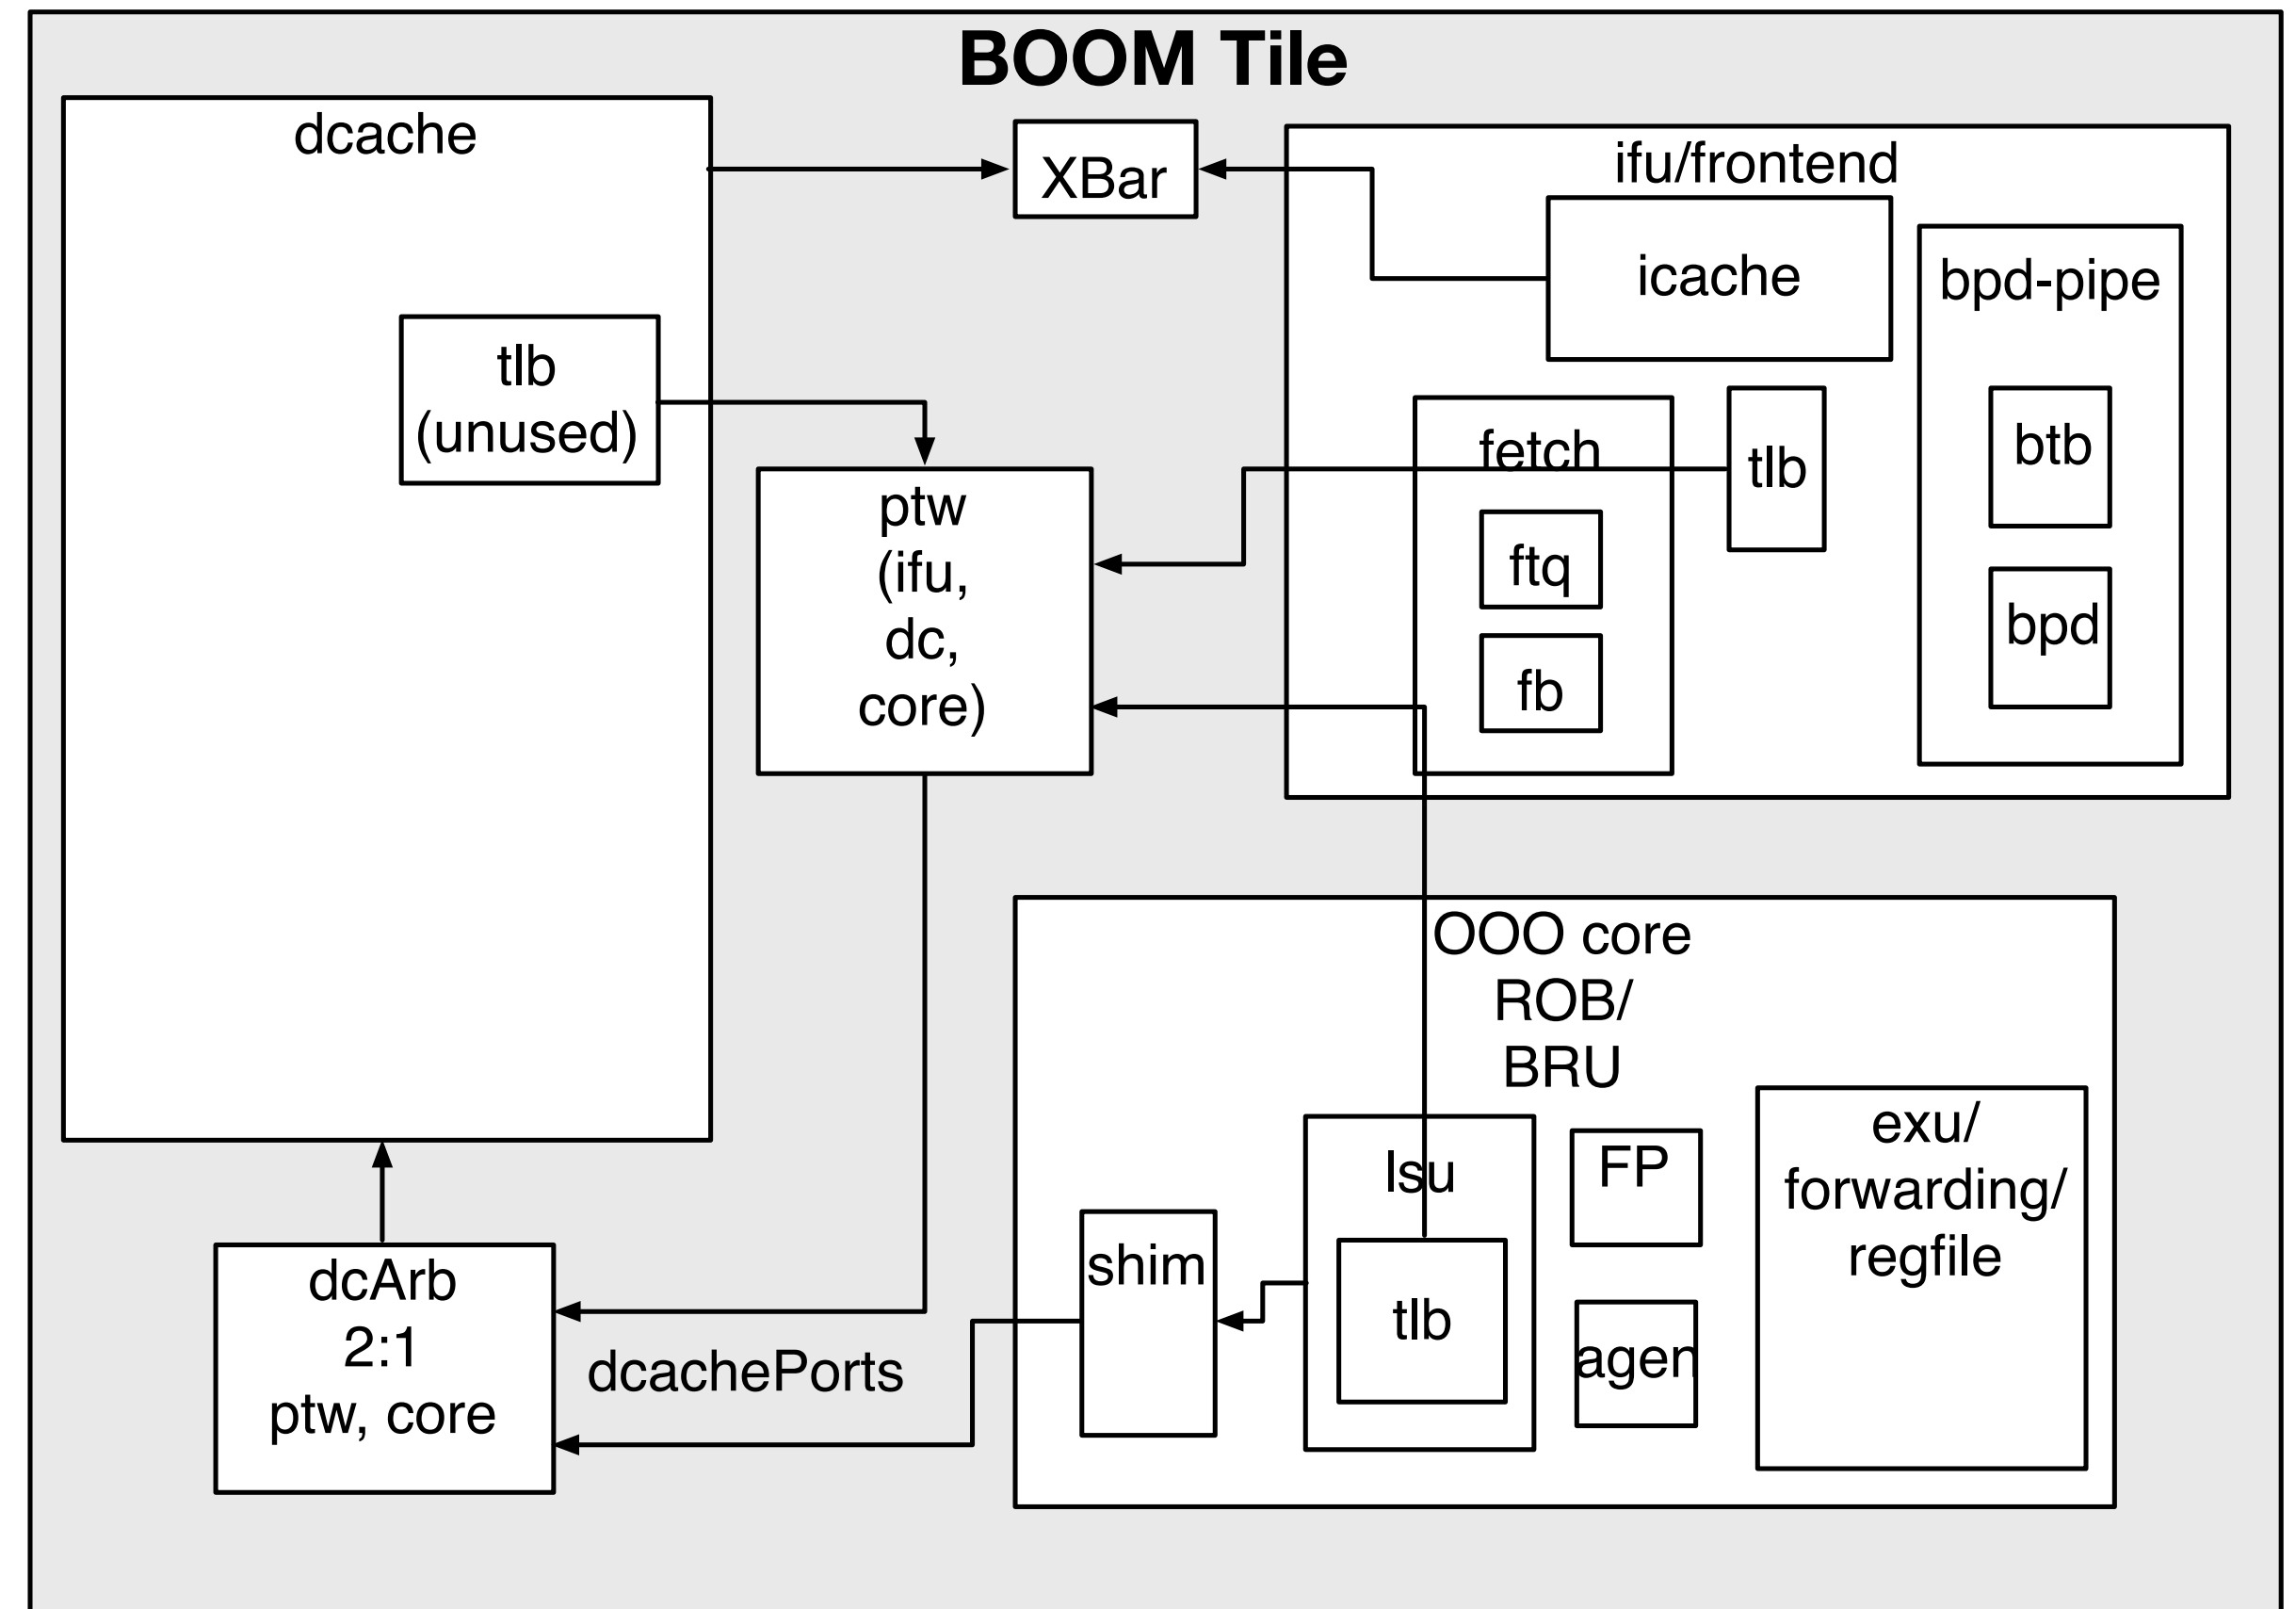 BOOM Tile
dcache
tlb
(unused)
XBar
ptw
(ifu,
dc,
core)
ifu/frontend
icache
bpd-pipe
btb
bpd
fetch
ftq
fb
tlb
OOO core
ROB/
BRU
lsu
tlb
shim
FP
agen
exu/
forwarding/
regfile
dcArb
2:1
ptw, core
dcachePorts